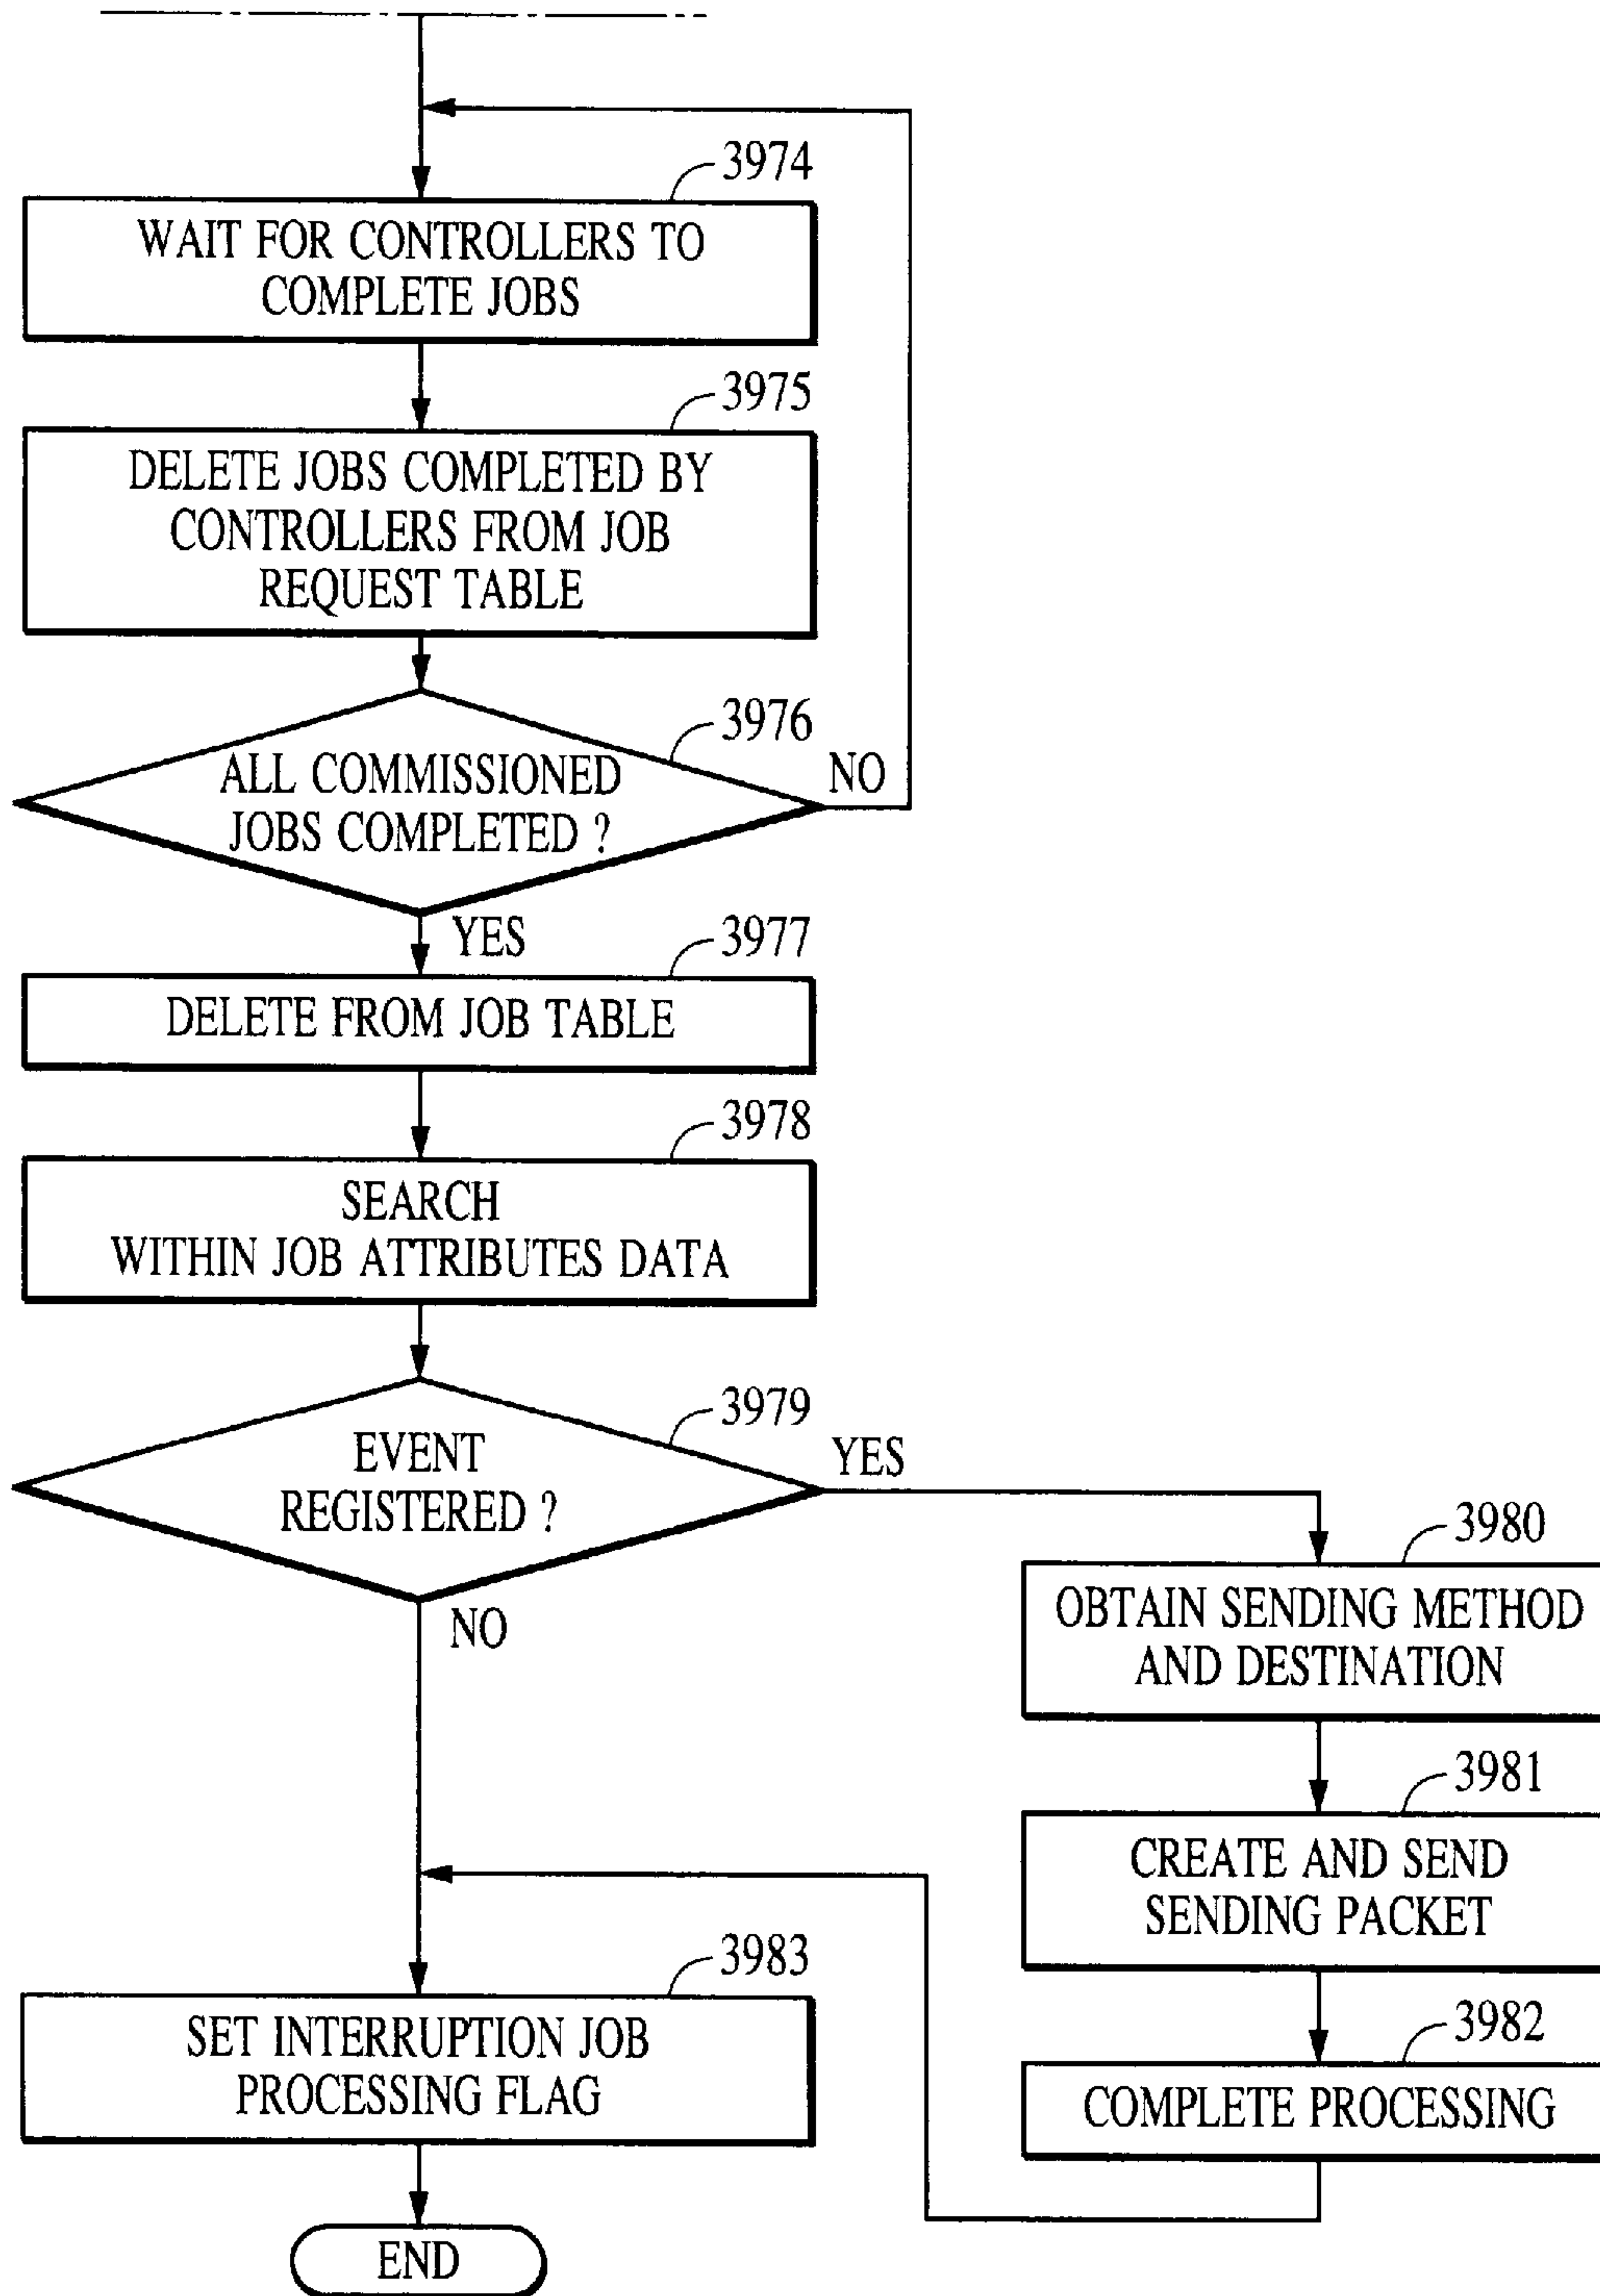 3974
WAIT FOR CONTROLLERS TO
COMPLETE JOBS
3975
DELETE JOBS COMPLETED BY
CONTROLLERS FROM JOB
REQUEST TABLE
3976
ALL COMMISSIONED
JOBS COMPLETED ?
NO
YES
3977
DELETE FROM JOB TABLE
3978
SEARCH
WITHIN JOB ATTRIBUTES DATA
3979
EVENT
REGISTERED ?
YES
NO
3980
OBTAIN SENDING METHOD
AND DESTINATION
3981
CREATE AND SEND
SENDING PACKET
3982
COMPLETE PROCESSING
3983
SET INTERRUPTION JOB
PROCESSING FLAG
END